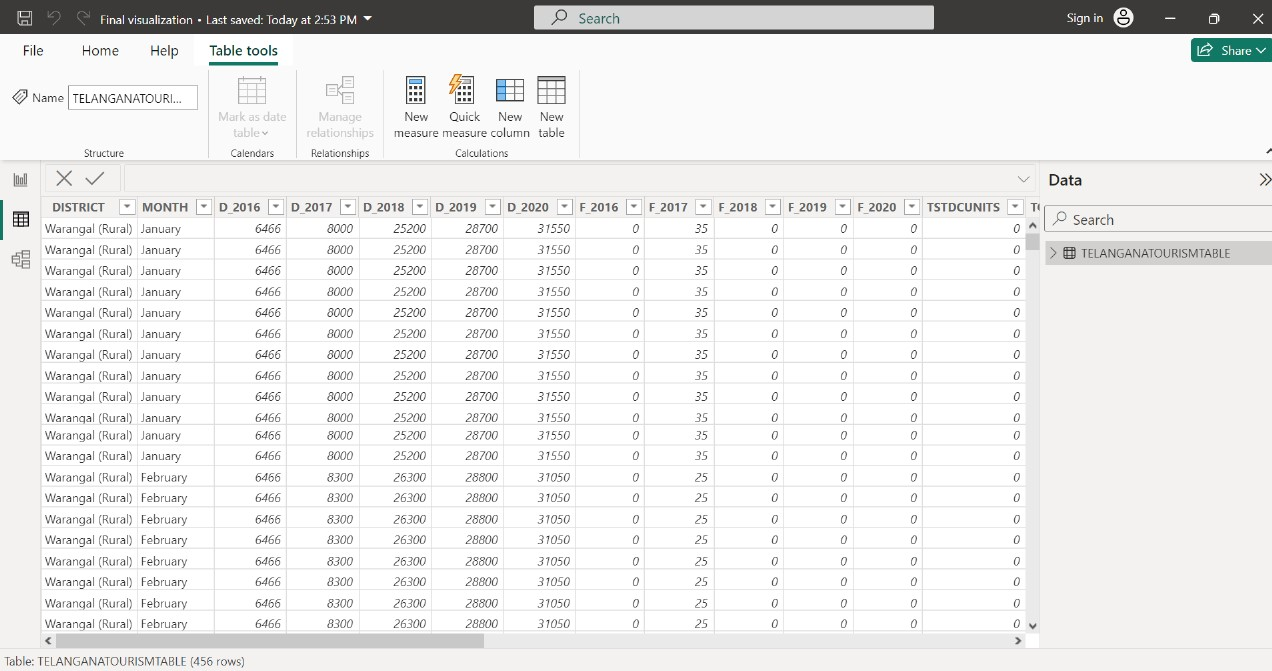 Final visualization • Last saved: Today at 2:53 PM
Search
Sign in
File Home Help Table tools
Share
Name TELANGANATOURI...
Mark as date table
Manage relationships
New measure
Quick measure
New column
New table
Structure Calendars Relationships Calculations
DISTRICT MONTH D_2016 D_2017 D_2018 D_2019 D_2020 F_2016 F_2017 F_2018 F_2019 F_2020 TSTDCUNITS
Warangal (Rural) January 6466 8000 25200 28700 31550 0 35 0 0 0 0
Warangal (Rural) January 6466 8000 25200 28700 31550 0 35 0 0 0 0
Warangal (Rural) January 6466 8000 25200 28700 31550 0 35 0 0 0 0
Warangal (Rural) January 6466 8000 25200 28700 31550 0 35 0 0 0 0
Warangal (Rural) January 6466 8000 25200 28700 31550 0 35 0 0 0 0
Warangal (Rural) January 6466 8000 25200 28700 31550 0 35 0 0 0 0
Warangal (Rural) January 6466 8000 25200 28700 31550 0 35 0 0 0 0
Warangal (Rural) January 6466 8000 25200 28700 31550 0 35 0 0 0 0
Warangal (Rural) January 6466 8000 25200 28700 31550 0 35 0 0 0 0
Warangal (Rural) January 6466 8000 25200 28700 31550 0 35 0 0 0 0
Warangal (Rural) January 6466 8000 25200 28700 31550 0 35 0 0 0 0
Warangal (Rural) January 6466 8000 25200 28700 31550 0 35 0 0 0 0
Warangal (Rural) February 6466 8300 26300 28800 31050 0 25 0 0 0 0
Warangal (Rural) February 6466 8300 26300 28800 31050 0 25 0 0 0 0
Warangal (Rural) February 6466 8300 26300 28800 31050 0 25 0 0 0 0
Warangal (Rural) February 6466 8300 26300 28800 31050 0 25 0 0 0 0
Warangal (Rural) February 6466 8300 26300 28800 31050 0 25 0 0 0 0
Warangal (Rural) February 6466 8300 26300 28800 31050 0 25 0 0 0 0
Warangal (Rural) February 6466 8300 26300 28800 31050 0 25 0 0 0 0
Warangal (Rural) February 6466 8300 26300 28800 31050 0 25 0 0 0 0
Data
Search
TELANGANATOURISMTABLE
Table: TELANGANATOURISMTABLE (456 rows)